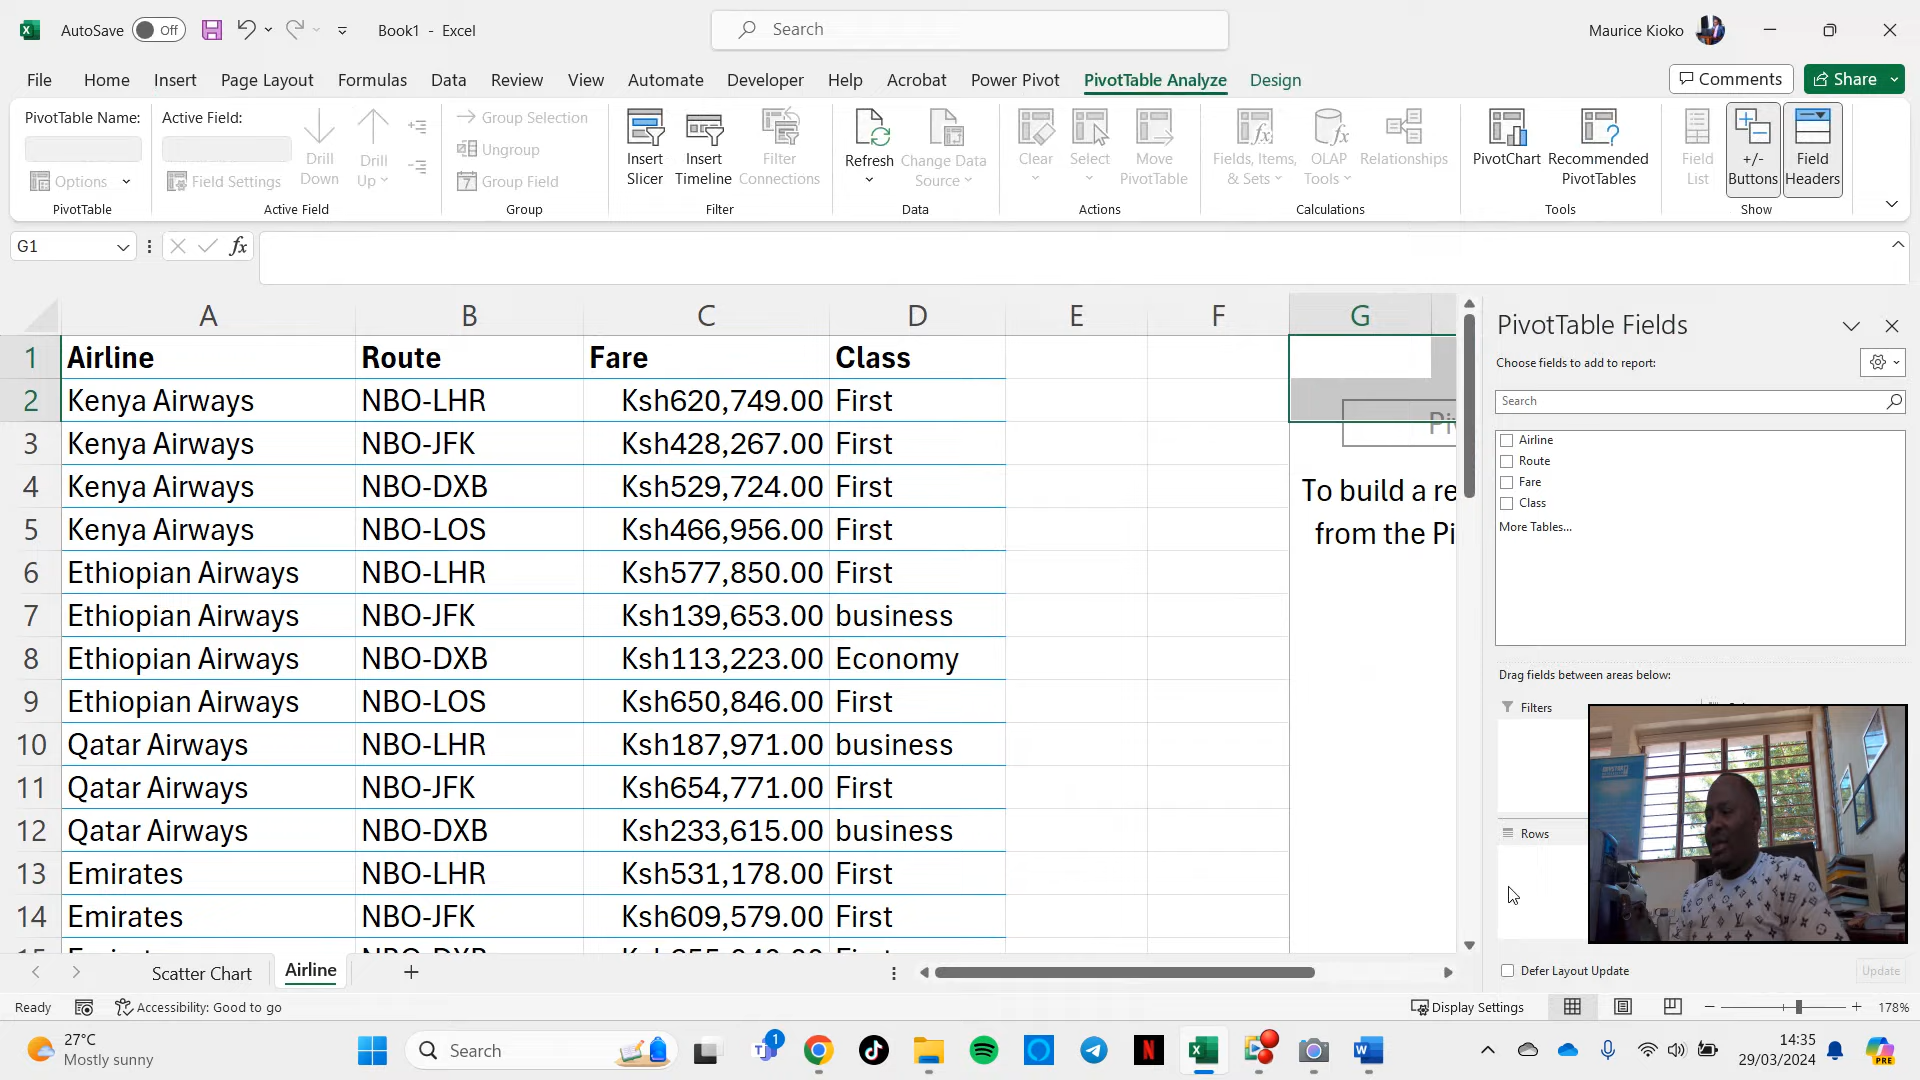 AutoSave Off Book1 - Excel Search Maurice Kioko
File Home Insert Page Layout Formulas Data Review View Automate Developer Help Acrobat Power Pivot PivotTable Analyze Design Comments Share
PivotTable Name:
Options
PivotTable
Active Field:
Field Settings
Drill Down
Drill Up
Active Field
Group Selection
Ungroup
Group Field
Group
Insert Slicer
Insert Timeline
Filter Connections
Filter
Refresh
Change Data Source
Data
Clear
Select
Move PivotTable
Actions
Fields, Items, & Sets
OLAP Tools
Relationships
Calculations
PivotChart
Recommended PivotTables
Tools
Field List
+/- Buttons
Field Headers
Show
G1 fx
A B C D E F G
1 Airline Route Fare Class
2 Kenya Airways NBO-LHR Ksh620,749.00 First
3 Kenya Airways NBO-JFK Ksh428,267.00 First
4 Kenya Airways NBO-DXB Ksh529,724.00 First
5 Kenya Airways NBO-LOS Ksh466,956.00 First
6 Ethiopian Airways NBO-LHR Ksh577,850.00 First
7 Ethiopian Airways NBO-JFK Ksh139,653.00 business
8 Ethiopian Airways NBO-DXB Ksh113,223.00 Economy
9 Ethiopian Airways NBO-LOS Ksh650,846.00 First
10 Qatar Airways NBO-LHR Ksh187,971.00 business
11 Qatar Airways NBO-JFK Ksh654,771.00 First
12 Qatar Airways NBO-DXB Ksh233,615.00 business
13 Emirates NBO-LHR Ksh531,178.00 First
14 Emirates NBO-JFK Ksh609,579.00 First
To build a re
from the Pi
PivotTable Fields
Choose fields to add to report:
Search
Airline
Route
Fare
Class
More Tables...
Drag fields between areas below:
Filters
Rows
Defer Layout Update Update
Scatter Chart Airline
Ready Accessibility: Good to go Display Settings 178%
27°C
Mostly sunny
Search
1
PRE
14:35
29/03/2024